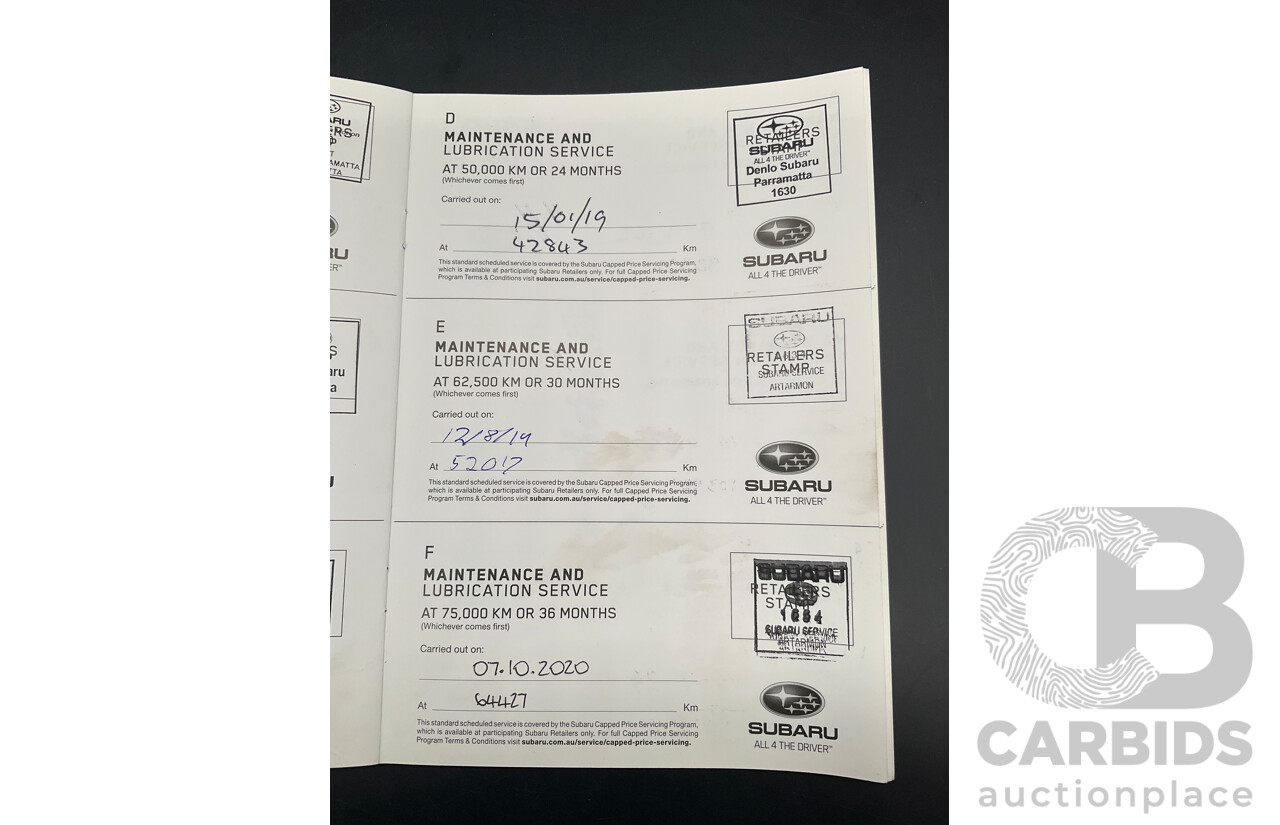 D
MAINTENANCE AND
LUBRICATION SERVICE
AT 50,000 KM OR 24 MONTHS
(Whichever comes first)
Carried out on:
15/01/19
At 42843 Km
This standard scheduled service is covered by the Subaru Capped Price Servicing Program,
which is available at participating Subaru Retailers only. For full Capped Price Servicing
Program Terms & Conditions visit subaru.com.au/service/capped-price-servicing.
RETAILERS
STAMP
SUBARU
ALL 4 THE DRIVER™
Denlo Subaru
Parramatta
1630
SUBARU
ALL 4 THE DRIVER™
E
MAINTENANCE AND
LUBRICATION SERVICE
AT 62,500 KM OR 30 MONTHS
(Whichever comes first)
Carried out on:
12/8/19
At 52017 Km
This standard scheduled service is covered by the Subaru Capped Price Servicing Program,
which is available at participating Subaru Retailers only. For full Capped Price Servicing
Program Terms & Conditions visit subaru.com.au/service/capped-price-servicing.
SUBARU
RETAILERS
STAMP
SUBARU SERVICE
ARTARMON
SUBARU
ALL 4 THE DRIVER™
F
MAINTENANCE AND
LUBRICATION SERVICE
AT 75,000 KM OR 36 MONTHS
(Whichever comes first)
Carried out on:
07.10.2020
At 64427 Km
This standard scheduled service is covered by the Subaru Capped Price Servicing Program,
which is available at participating Subaru Retailers only. For full Capped Price Servicing
Program Terms & Conditions visit subaru.com.au/service/capped-price-servicing.
SUBARU
RETAILERS
STAMP
SUBARU SERVICE
ARTARMON
SUBARU
ALL 4 THE DRIVER™
CARBIDS
auctionplace